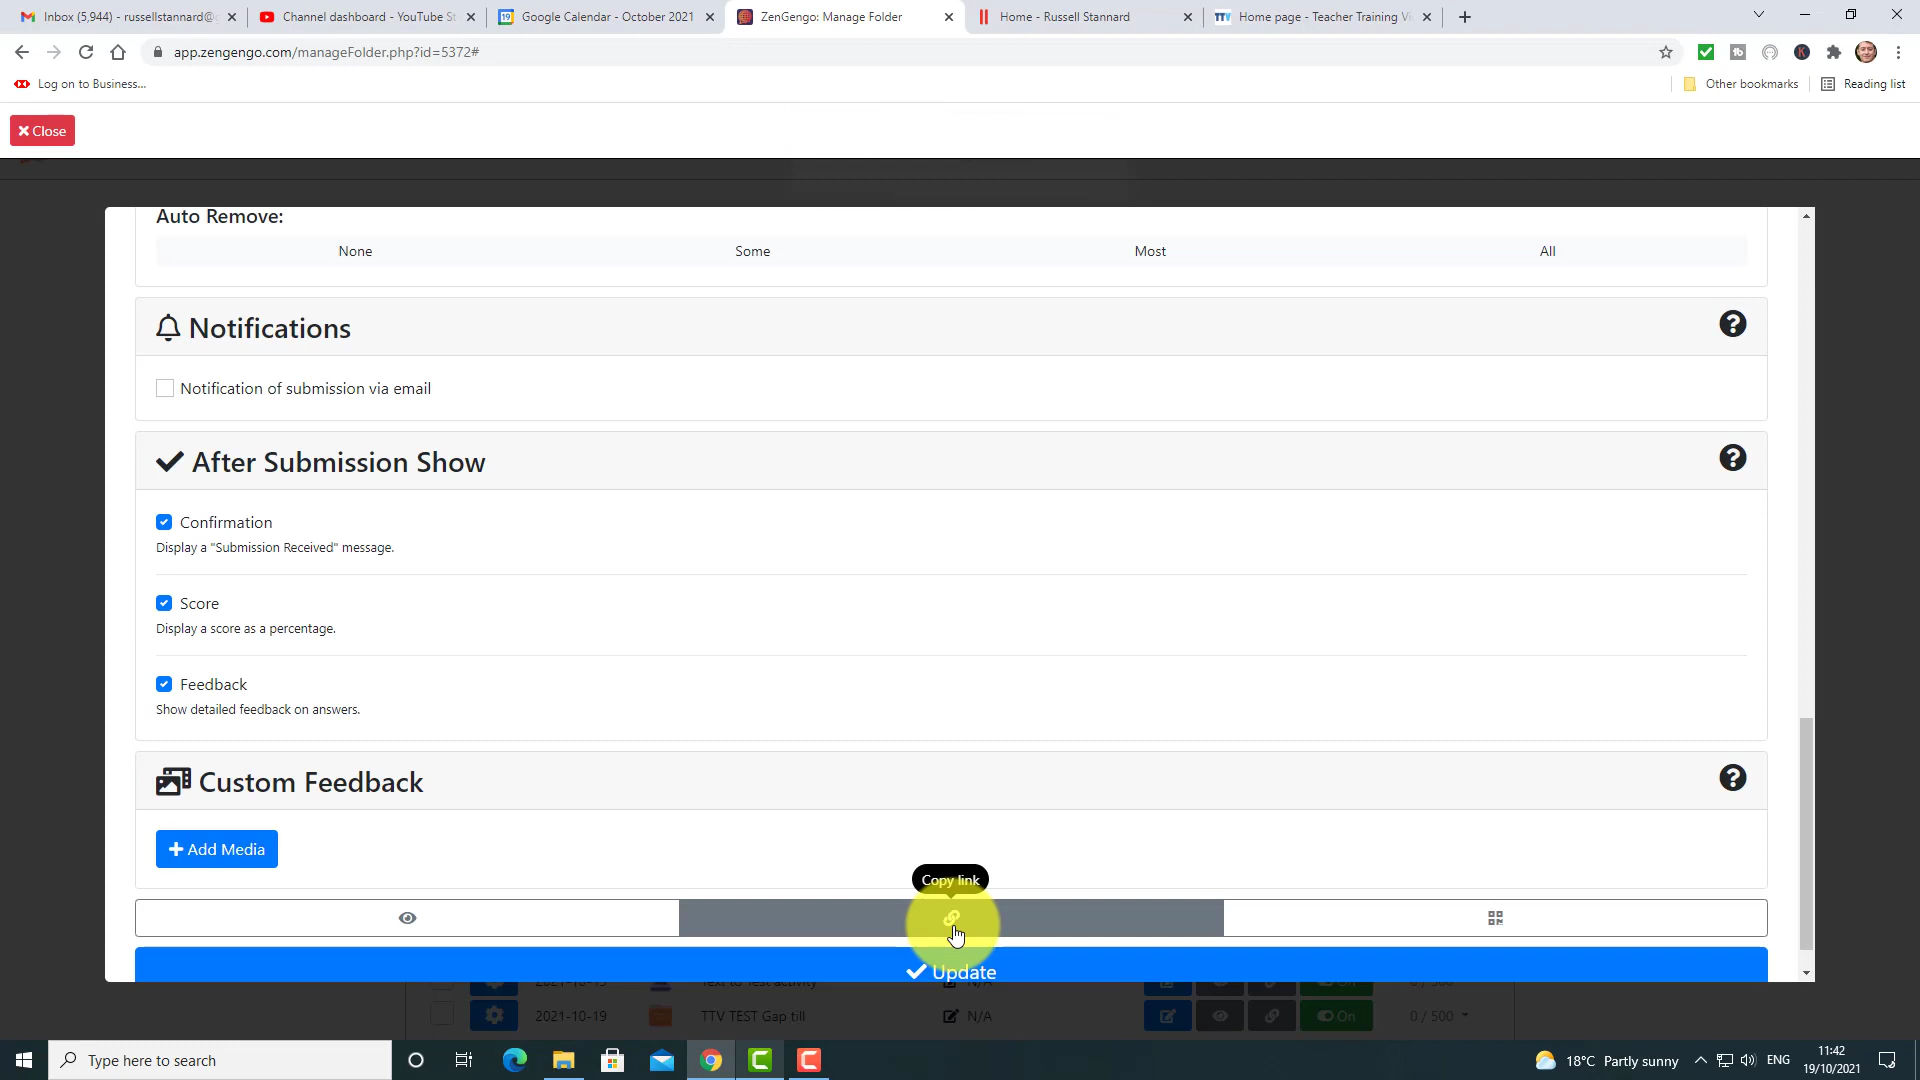 Inbox (5,944) - russellstannard@
Channel dashboard - YouTube St
Google Calendar - October 2021
ZenGengo: Manage Folder
Home - Russell Stannard
TTV Home page - Teacher Training Vi
app.zengengo.com/manageFolder.php?id=5372#
Log on to Business...
Other bookmarks
Reading list
Close
Auto Remove:
None Some Most All
Notifications
Notification of submission via email
After Submission Show
Confirmation
Display a "Submission Received" message.
Score
Display a score as a percentage.
Feedback
Show detailed feedback on answers.
Custom Feedback
Add Media
Copy link
Update
2021-10-19 TTV TEST Gap till N/A On 0 / 500
Type here to search
18°C Partly sunny
ENG
11:42
19/10/2021